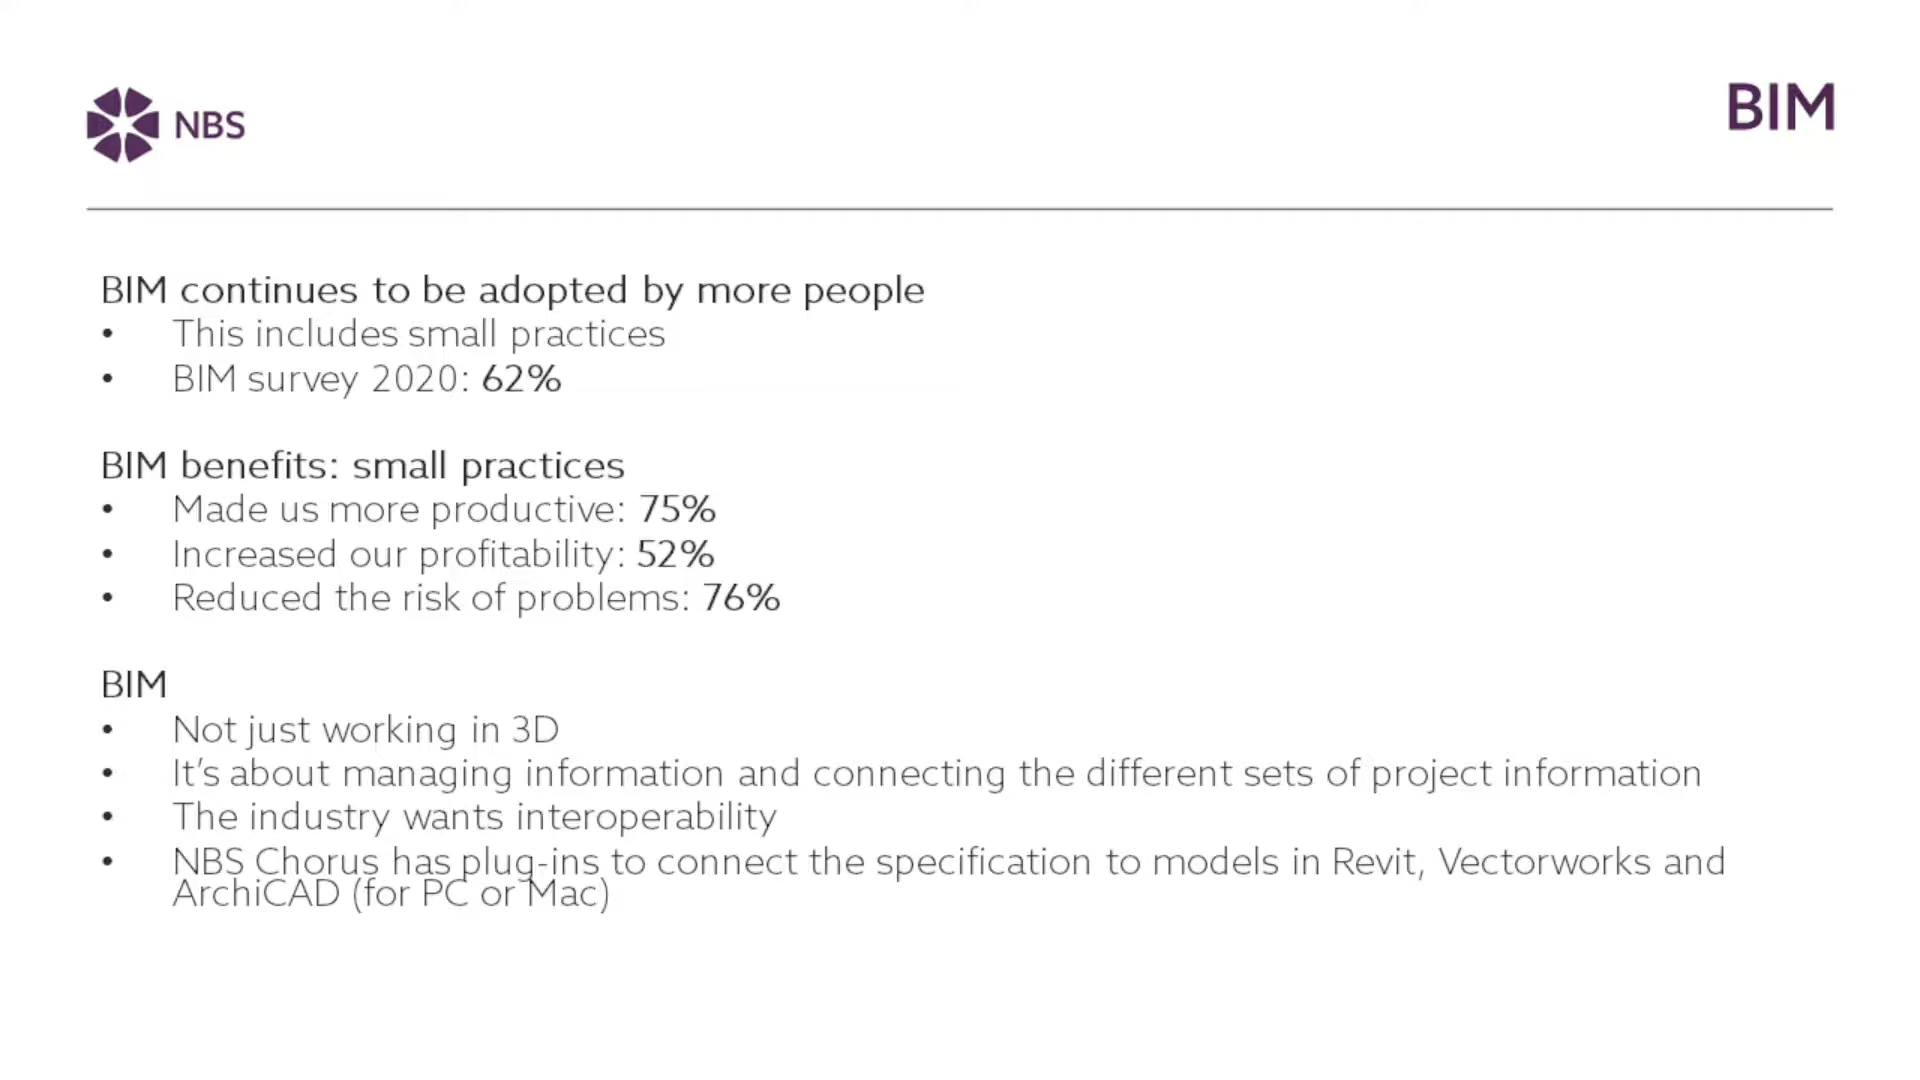 NBS
BIM
BIM continues to be adopted by more people
• This includes small practices
• BIM survey 2020: 62%
BIM benefits: small practices
• Made us more productive: 75%
• Increased our profitability: 52%
• Reduced the risk of problems: 76%
BIM
• Not just working in 3D
• It’s about managing information and connecting the different sets of project information
• The industry wants interoperability
• NBS Chorus has plug-ins to connect the specification to models in Revit, Vectorworks and
ArchiCAD (for PC or Mac)